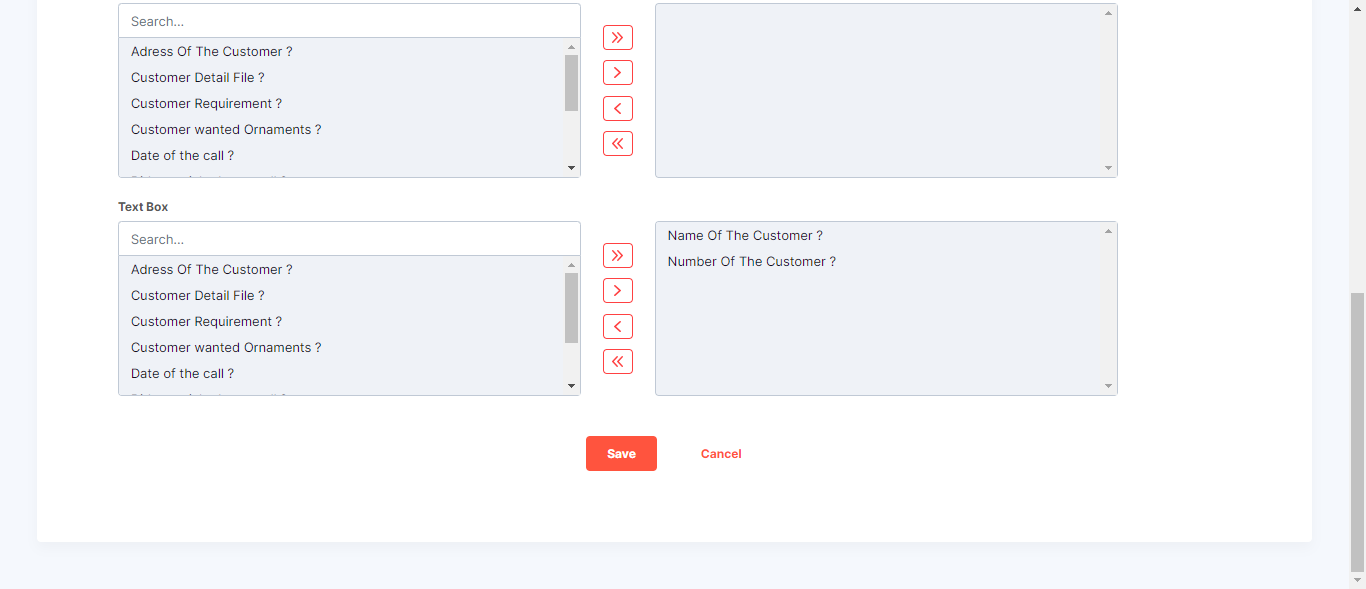 Search...
Adress Of The Customer ?
Customer Detail File ?
Customer Requirement ?
Customer wanted Ornaments ?
Date of the call ?
Text Box
Search...
Adress Of The Customer ?
Customer Detail File ?
Customer Requirement ?
Customer wanted Ornaments ?
Date of the call ?
Name Of The Customer ?
Number Of The Customer ?
Save
Cancel